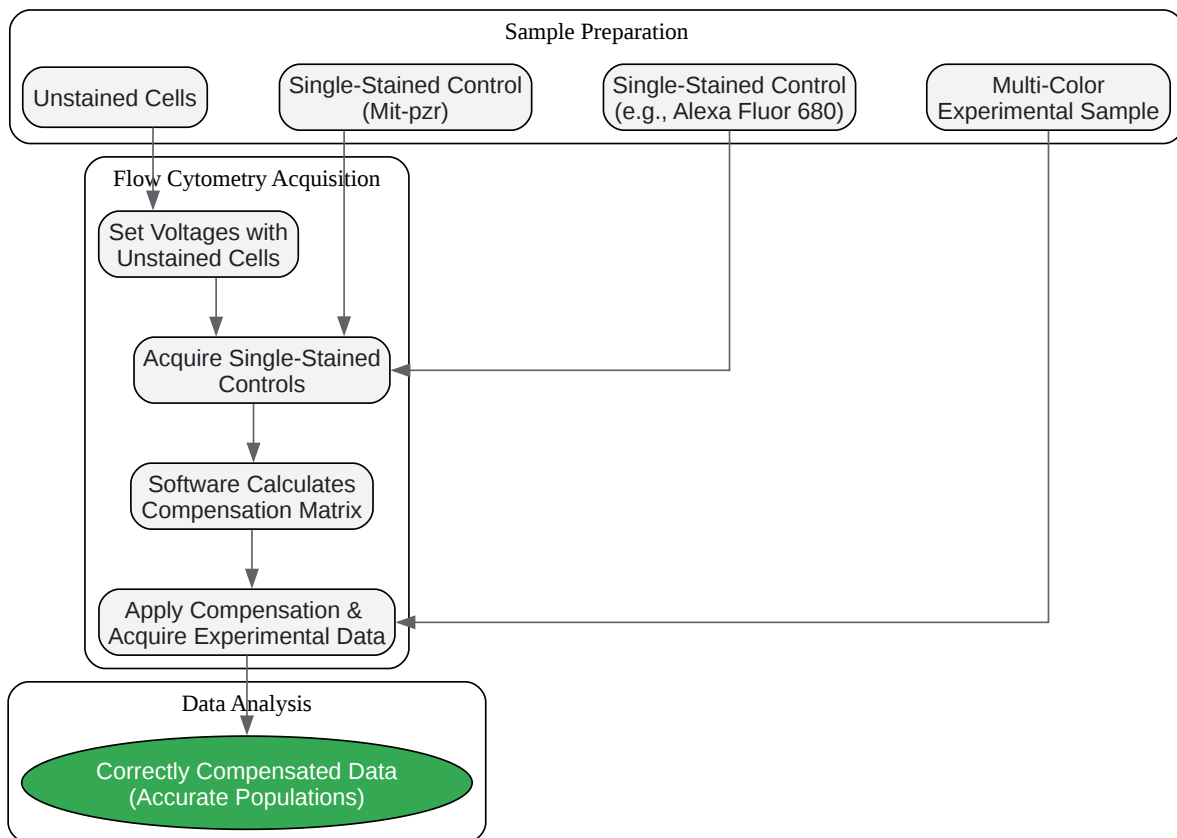 Sample Preparation
Unstained Cells
Single-Stained Control
(Mit-pzr)
Single-Stained Control
(e.g., Alexa Fluor 680)
Multi-Color
Experimental Sample
Flow Cytometry Acquisition
Set Voltages with
Unstained Cells
Acquire Single-Stained
Controls
Software Calculates
Compensation Matrix
Apply Compensation &
Acquire Experimental Data
Data Analysis
Correctly Compensated Data
(Accurate Populations)